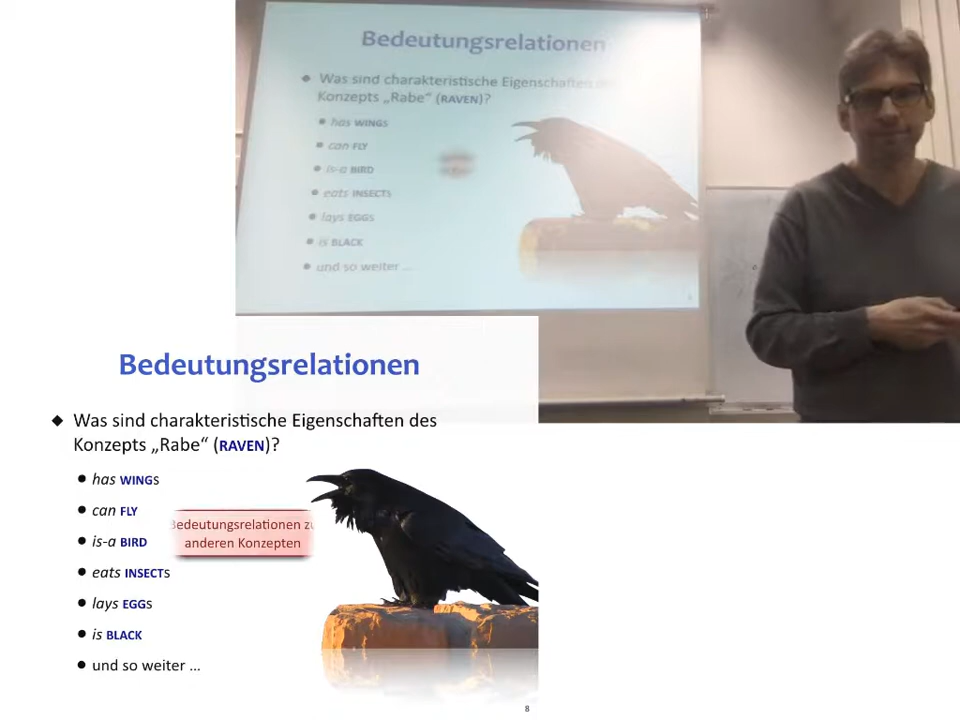 Bedeutungsrelationen
Was sind charakteristische Eigenschaften des
Konzepts „Rabe“ (RAVEN)?
has WINGs
can FLY
is-a BIRD
eats INSECTs
lays EGGs
is BLACK
und so weiter ...
Bedeutungsrelationen
Was sind charakteristische Eigenschaften des
Konzepts „Rabe“ (RAVEN)?
has WINGs
can FLY
Bedeutungsrelationen zu
is-a BIRD
anderen Konzepten
eats INSECTs
lays EGGs
is BLACK
und so weiter ...
8